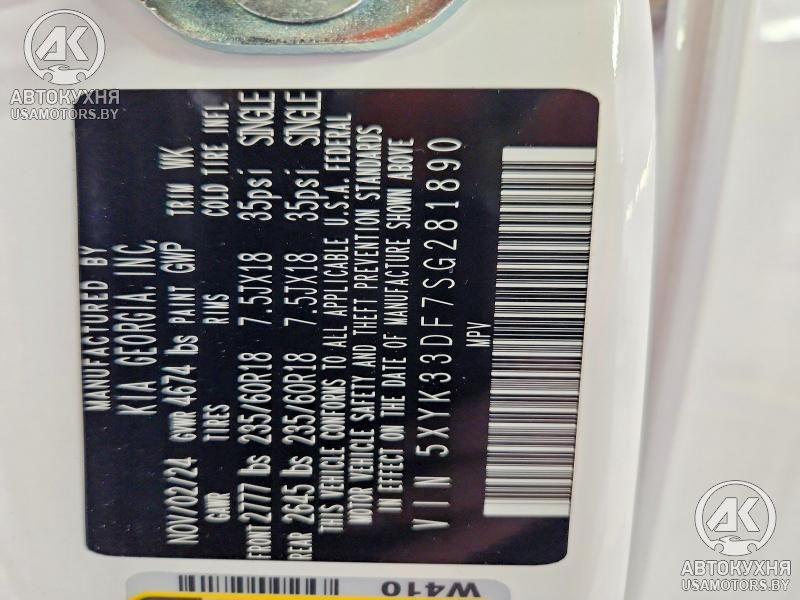 AK
АВТОКУХНЯ
USAMOTORS.BY
MANUFACTURED BY
KIA GEORGIA, INC.
NOV/02/24 GVWR 4674 lbs PAINT GWP TRIM WK
GAWR TIRES RIMS COLD TIRE INFL
FRONT 2777 lbs 235/60R18 7.5JX18 35psi SINGLE
REAR 2645 lbs 235/60R18 7.5JX18 35psi SINGLE
THIS VEHICLE CONFORMS TO ALL APPLICABLE U.S.A. FEDERAL
MOTOR VEHICLE SAFETY AND THEFT PREVENTION STANDARDS
IN EFFECT ON THE DATE OF MANUFACTURE SHOWN ABOVE
VIN 5XYK33DF7SG281890
MPV
W410
AK
АВТОКУХНЯ
USAMOTORS.BY